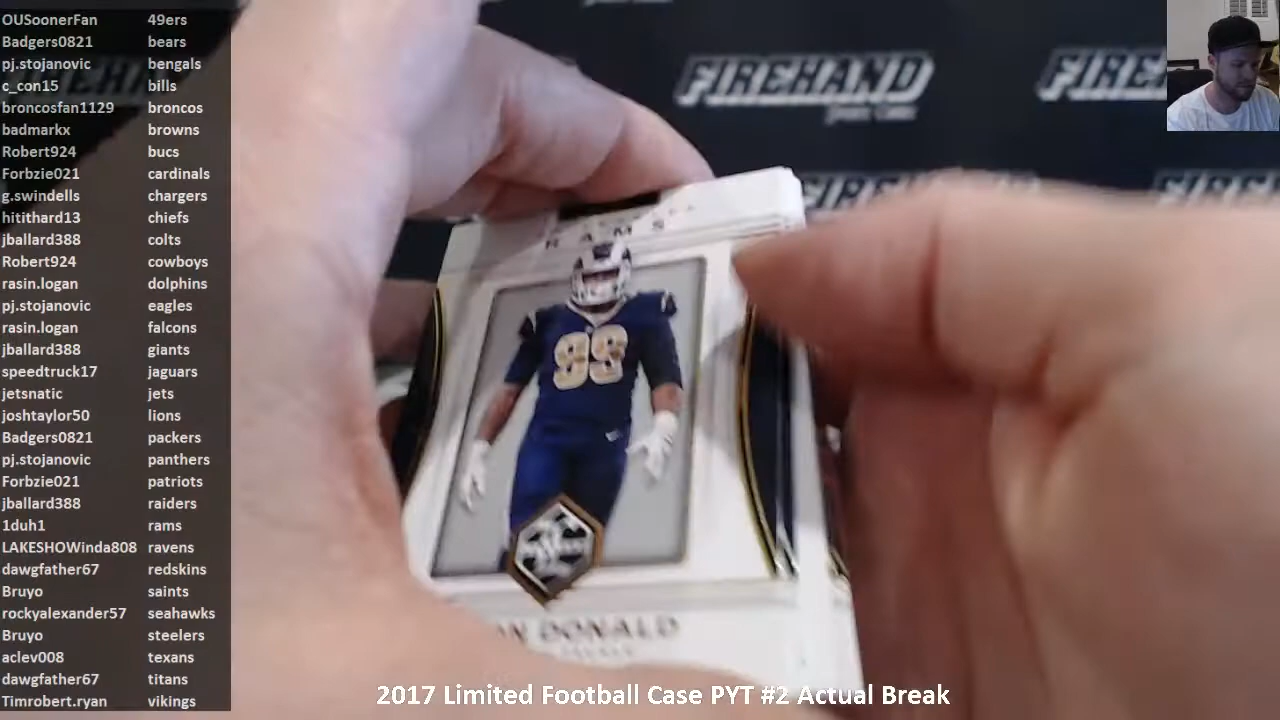 OUSoonerFan 49ers
Badgers0821 bears
pj.stojanovic bengals
c_con15 bills
broncosfan1129 broncos
badmarkx browns
Robert924 bucs
Forbzie021 cardinals
g.swindells chargers
hitithard13 chiefs
jballard388 colts
Robert924 cowboys
rasin.logan dolphins
pj.stojanovic eagles
rasin.logan falcons
jballard388 giants
speedtruck17 jaguars
jetsnatic jets
joshtaylor50 lions
Badgers0821 packers
pj.stojanovic panthers
Forbzie021 patriots
jballard388 raiders
1duh1 rams
LAKESHOWinda808 ravens
dawgfather67 redskins
Bruyo saints
rockyalexander57 seahawks
Bruyo steelers
aclev008 texans
dawgfather67 titans
Timrobert.ryan vikings
FIREHAND
FIRE
FIREHAND
RAMS
99
ON DONALD
2017 Limited Football Case PYT #2 Actual Break